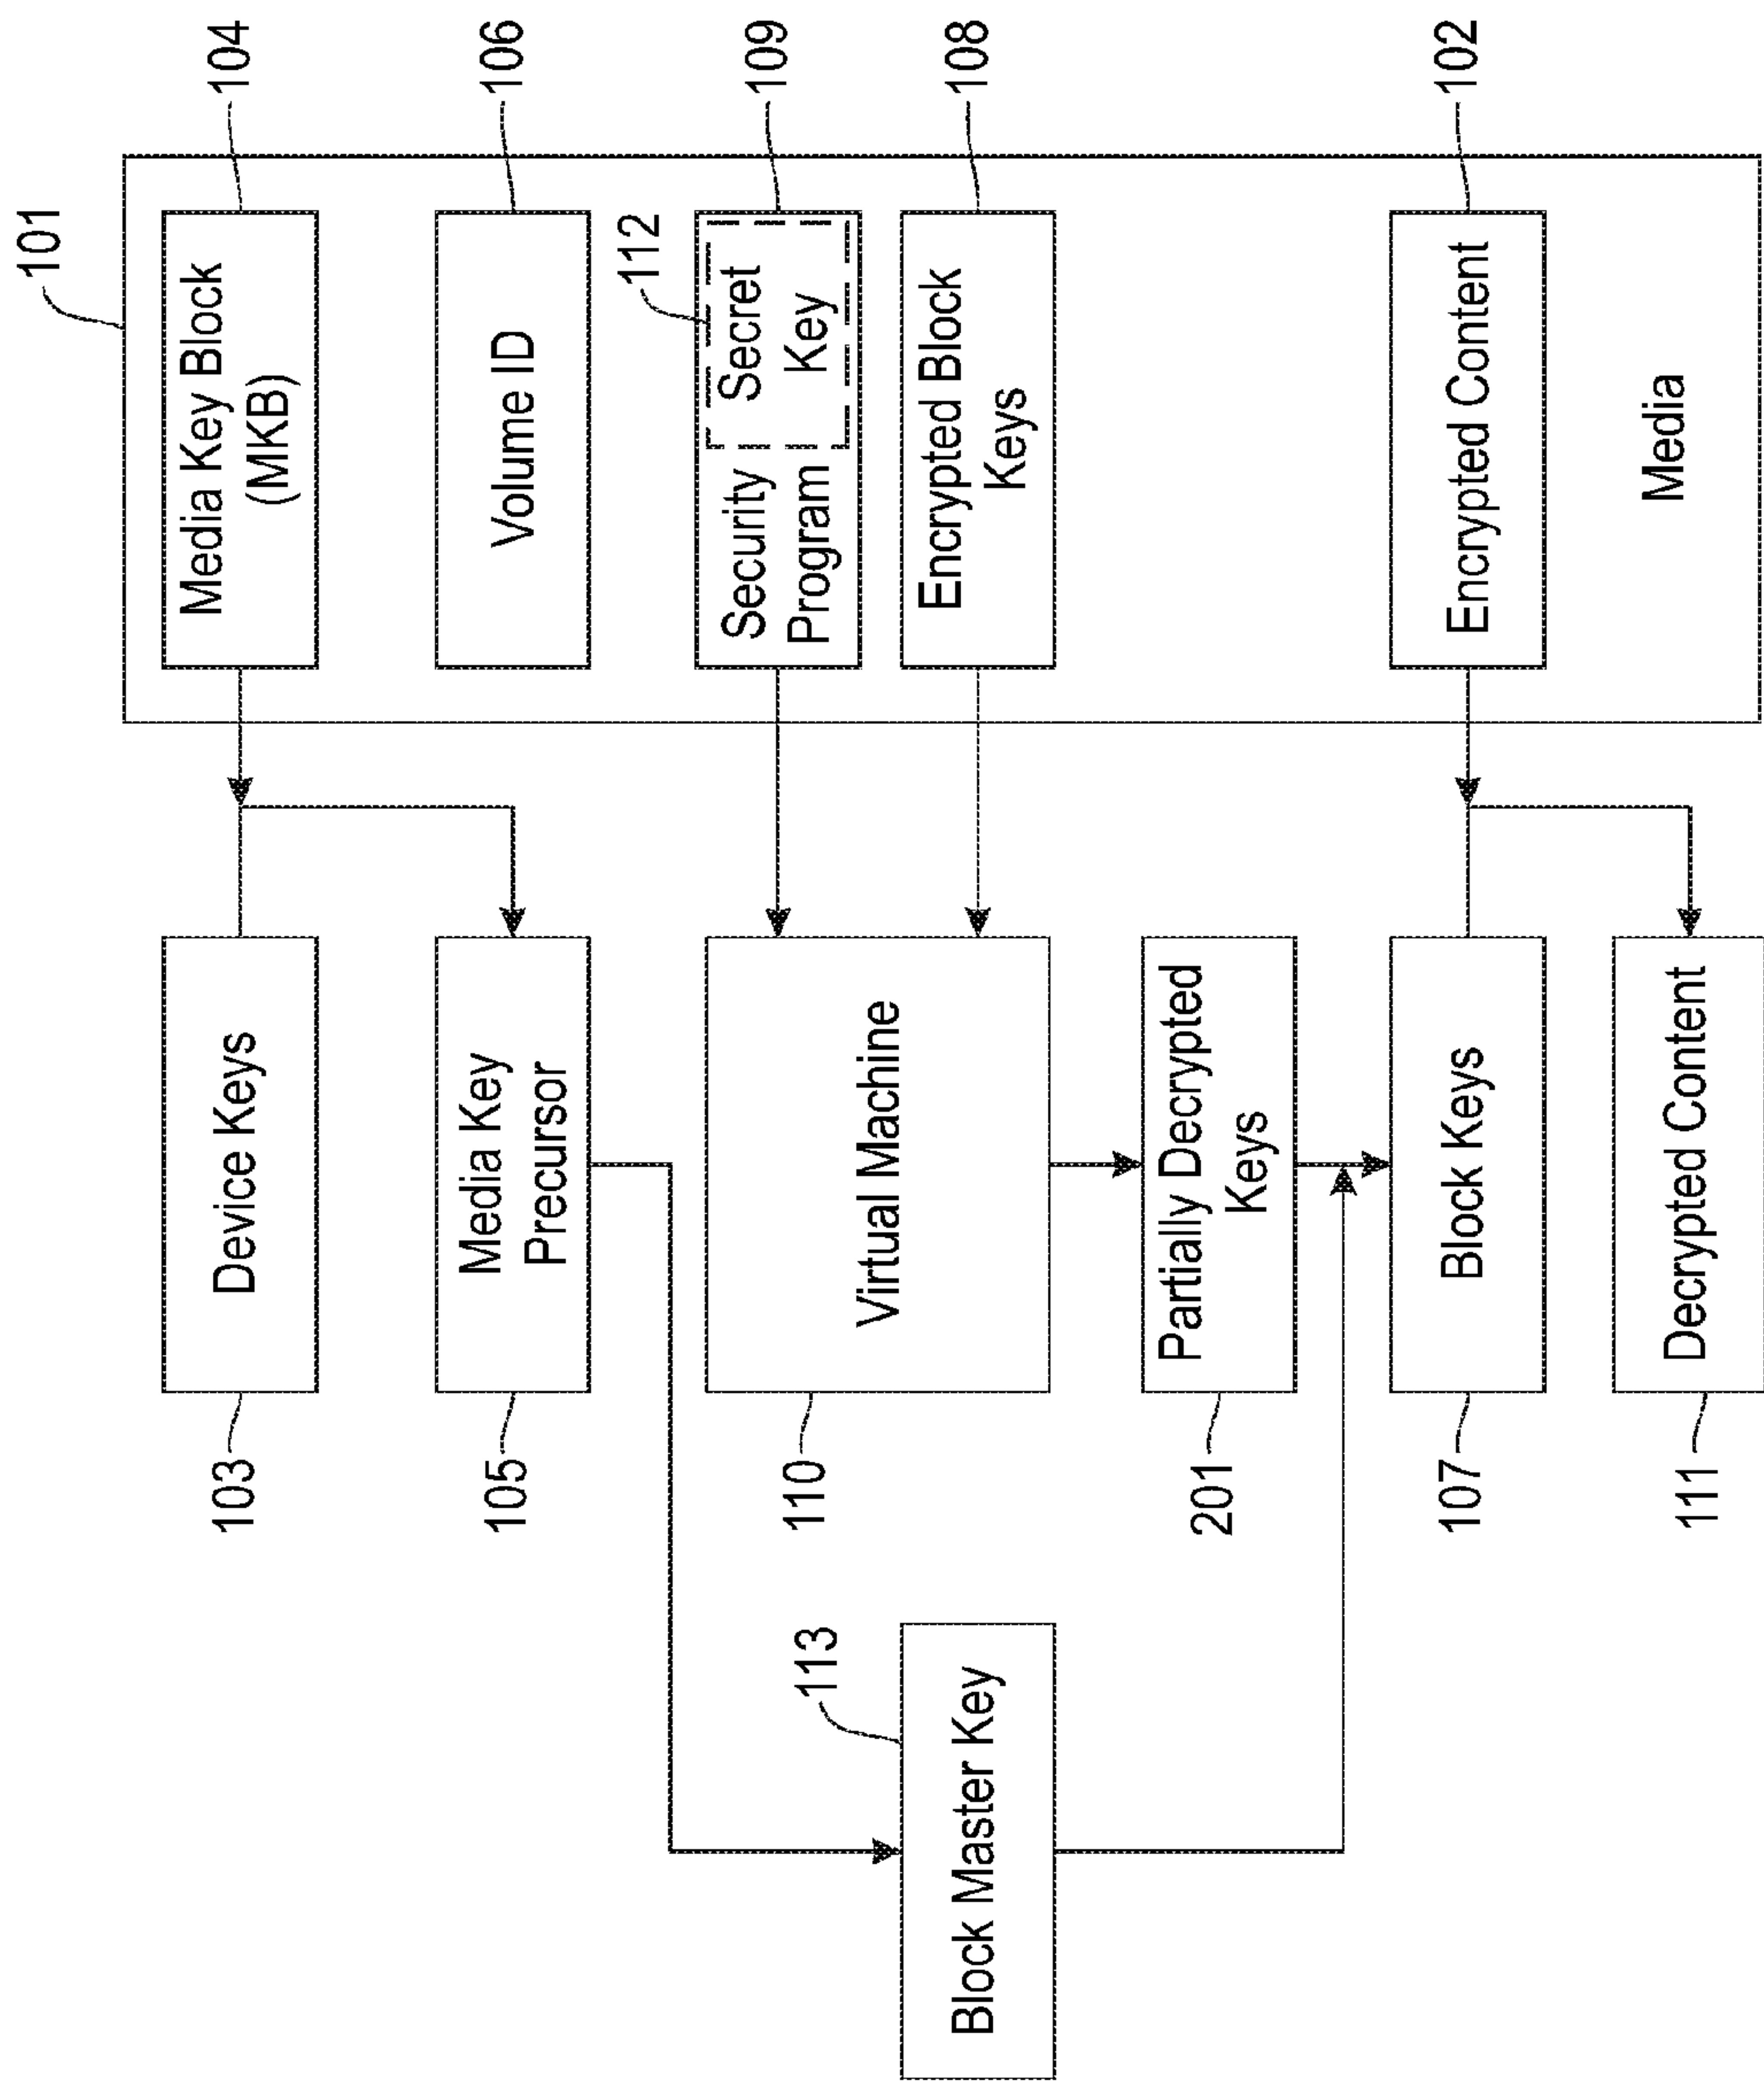 101
Media Key Block
(MKB)
104
Volume ID
106
Security
Program
Secret
Key
112
109
Encrypted Block
Keys
108
Encrypted Content
102
Media
Device Keys
103
Media Key
Precursor
105
Virtual Machine
110
Partially Decrypted
Keys
201
Block Keys
107
Decrypted Content
111
Block Master Key
113